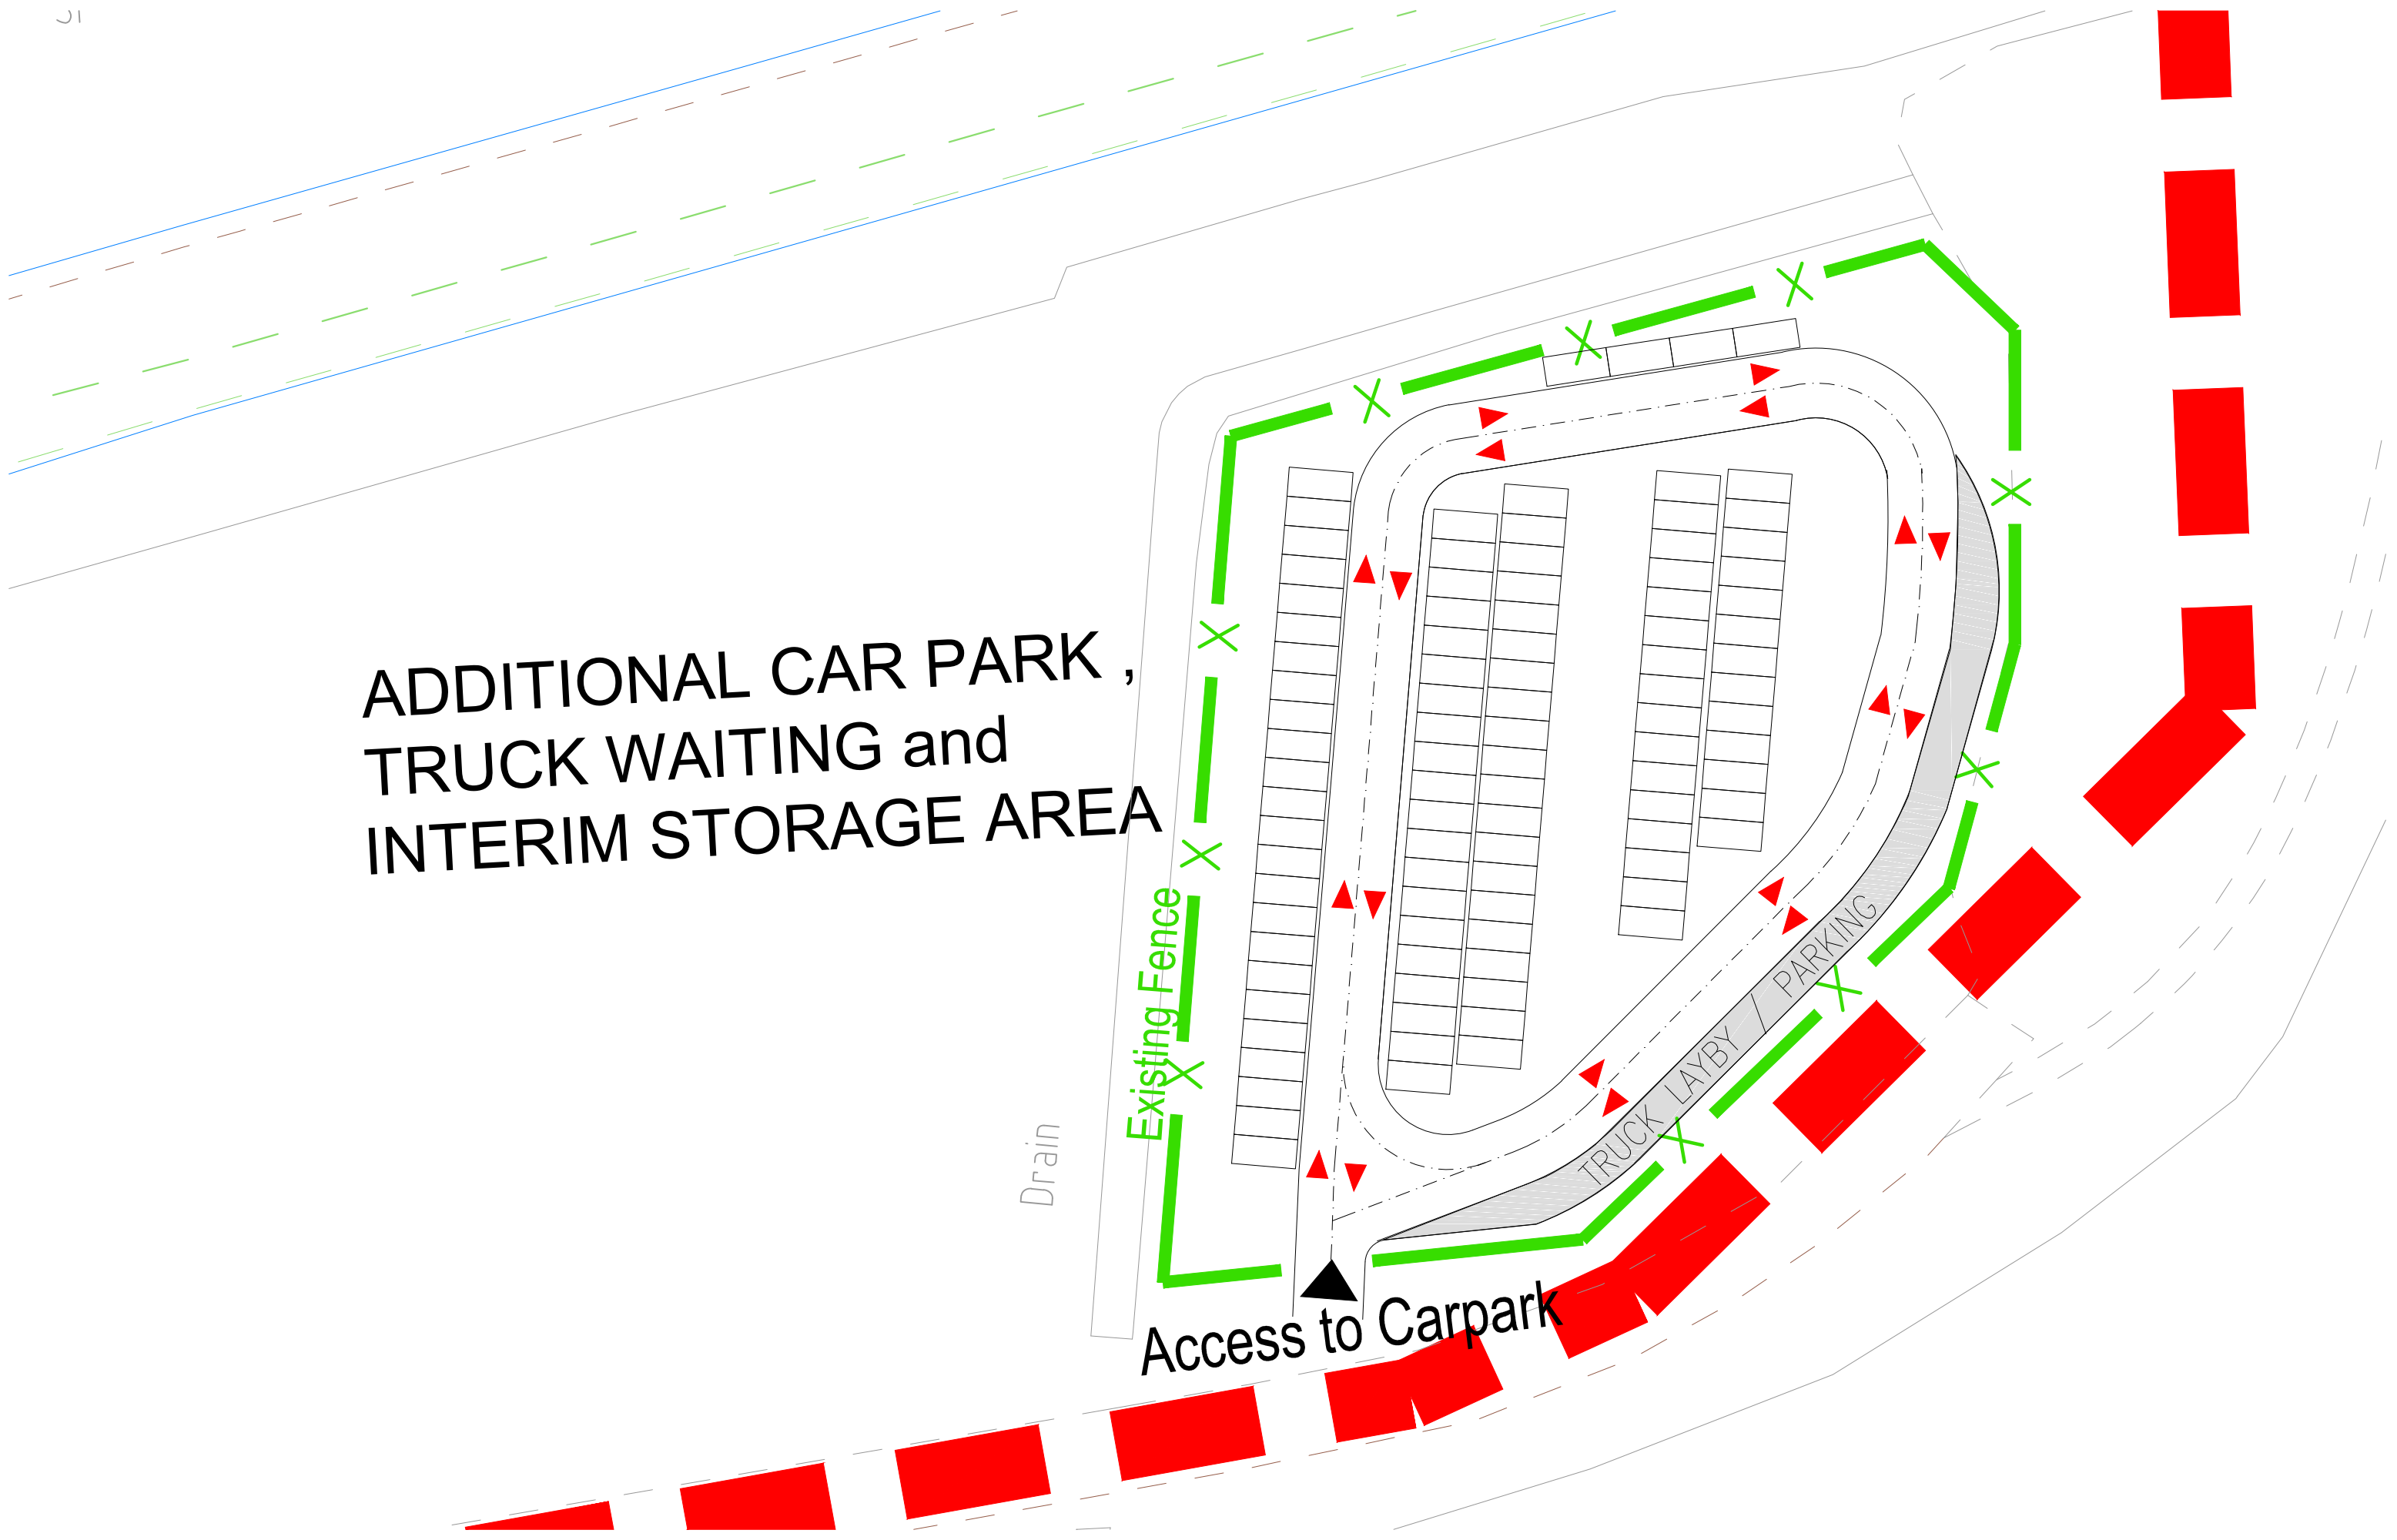 ADDITIONAL CAR PARK ,
TRUCK WAITING and
INTERIM STORAGE AREA
Existing Fence
Drain
TRUCK LAYBY / PARKING
Access to Carpark